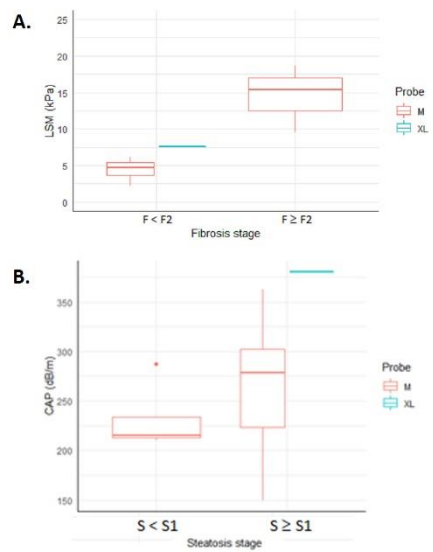 A.
25
20
15
10
5
0
LSM (kPa)
F < F2
F ≥ F2
Fibrosis stage
Probe
M
XL
B.
350
300
250
200
150
CAP (dB/m)
S < S1
S ≥ S1
Steatosis stage
Probe
M
XL